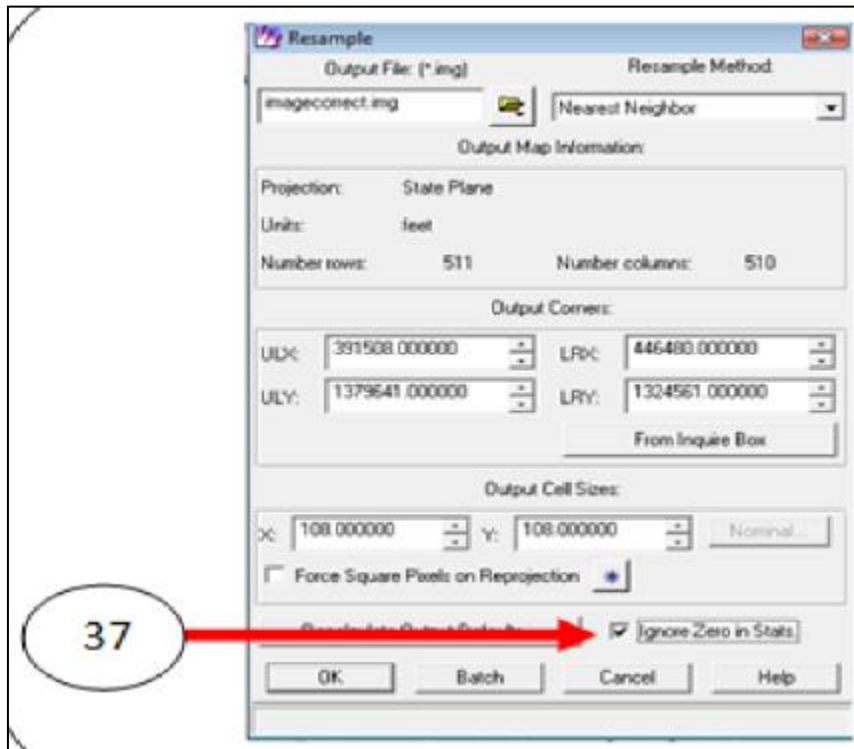 Resample
Output File: (*.img)
Resample Method:
imagecorrect.img
Nearest Neighbor
Output Map Information:
Projection: State Plane
Units: feet
Number rows: 511 Number columns: 510
Output Corners:
ULX: 391508.000000 LRX: 446480.000000
ULY: 1379641.000000 LRY: 1324561.000000
From Inquire Box
Output Cell Sizes:
X: 108.000000 Y: 108.000000 Nominal...
Force Square Pixels on Reprojection
37
Ignore Zero in Stats.
OK Batch Cancel Help